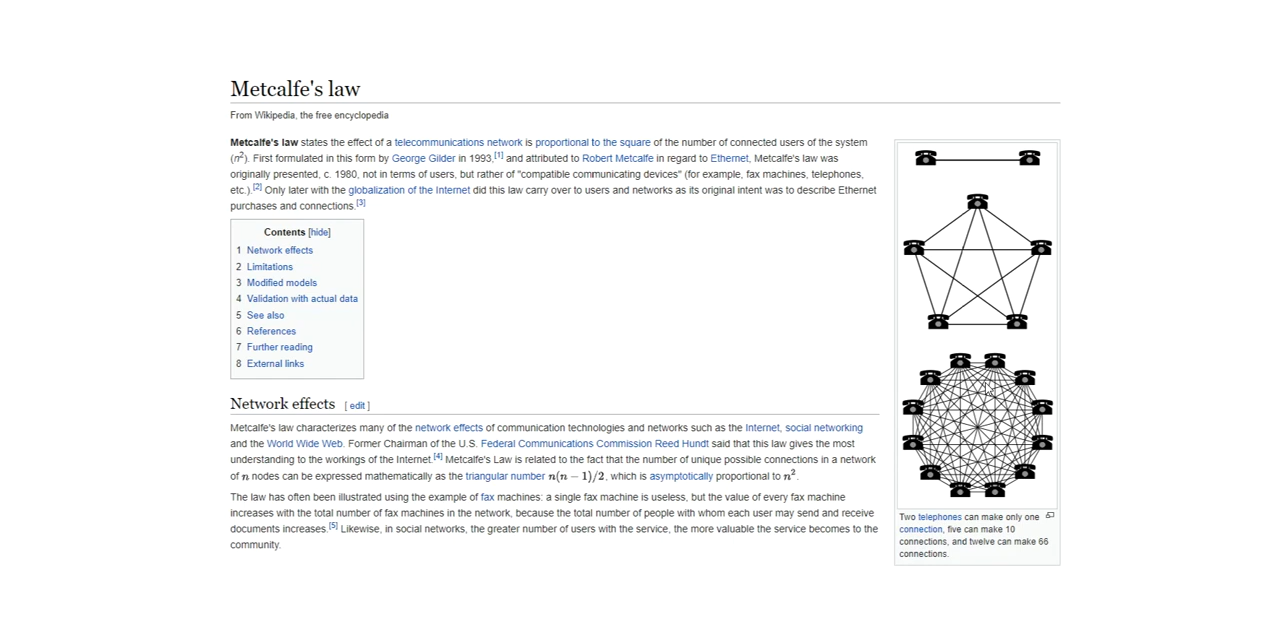 Metcalfe's law
From Wikipedia, the free encyclopedia
Metcalfe's law states the effect of a telecommunications network is proportional to the square of the number of connected users of the system
(n²). First formulated in this form by George Gilder in 1993,[1] and attributed to Robert Metcalfe in regard to Ethernet, Metcalfe's law was
originally presented, c. 1980, not in terms of users, but rather of "compatible communicating devices" (for example, fax machines, telephones,
etc.).[2] Only later with the globalization of the Internet did this law carry over to users and networks as its original intent was to describe Ethernet
purchases and connections.[3]
Contents [hide]
1 Network effects
2 Limitations
3 Modified models
4 Validation with actual data
5 See also
6 References
7 Further reading
8 External links
Network effects [ edit ]
Metcalfe's law characterizes many of the network effects of communication technologies and networks such as the Internet, social networking
and the World Wide Web. Former Chairman of the U.S. Federal Communications Commission Reed Hundt said that this law gives the most
understanding to the workings of the Internet.[4] Metcalfe's Law is related to the fact that the number of unique possible connections in a network
of n nodes can be expressed mathematically as the triangular number n(n − 1)/2, which is asymptotically proportional to n².
The law has often been illustrated using the example of fax machines: a single fax machine is useless, but the value of every fax machine
increases with the total number of fax machines in the network, because the total number of people with whom each user may send and receive
documents increases.[5] Likewise, in social networks, the greater number of users with the service, the more valuable the service becomes to the
community.
Two telephones can make only one
connection, five can make 10
connections, and twelve can make 66
connections.